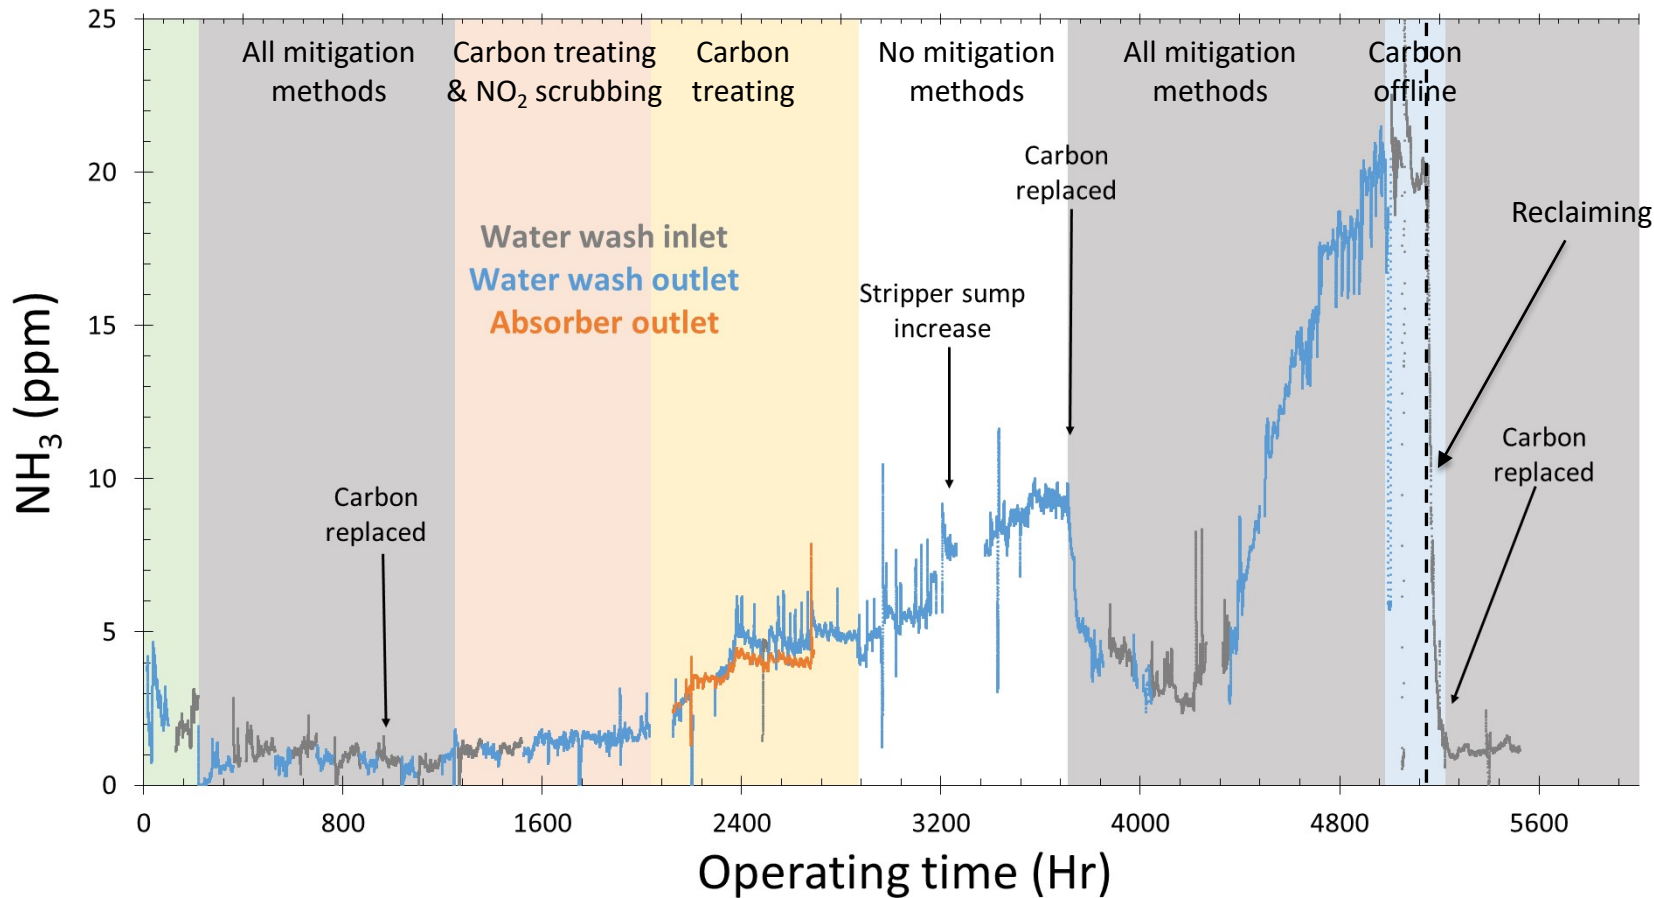 25
20
15
10
5
0
NH₃ (ppm)
All mitigation
methods
Carbon treating
& NO₂ scrubbing
Carbon
treating
No mitigation
methods
All mitigation
methods
Carbon
offline
Water wash inlet
Water wash outlet
Absorber outlet
Carbon
replaced
Stripper sump
increase
Carbon
replaced
Reclaiming
Carbon
replaced
0 800 1600 2400 3200 4000 4800 5600
Operating time (Hr)